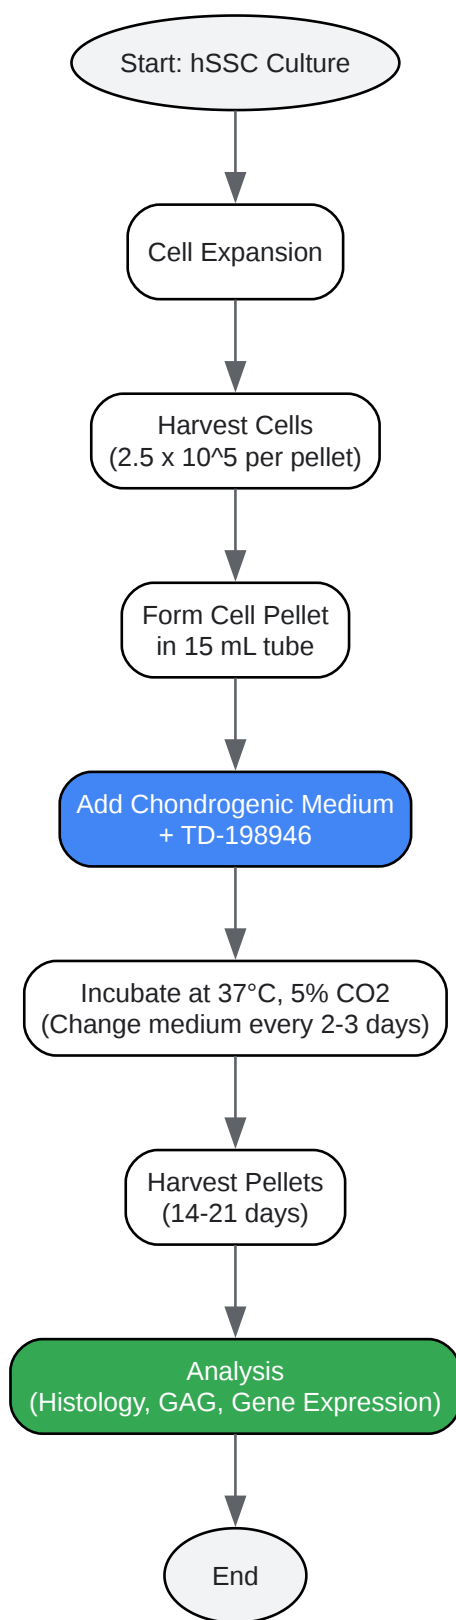 Start: hSSC Culture
Cell Expansion
Harvest Cells
(2.5 x 10^5 per pellet)
Form Cell Pellet
in 15 mL tube
Add Chondrogenic Medium
+ TD-198946
Incubate at 37°C, 5% CO2
(Change medium every 2-3 days)
Harvest Pellets
(14-21 days)
Analysis
(Histology, GAG, Gene Expression)
End